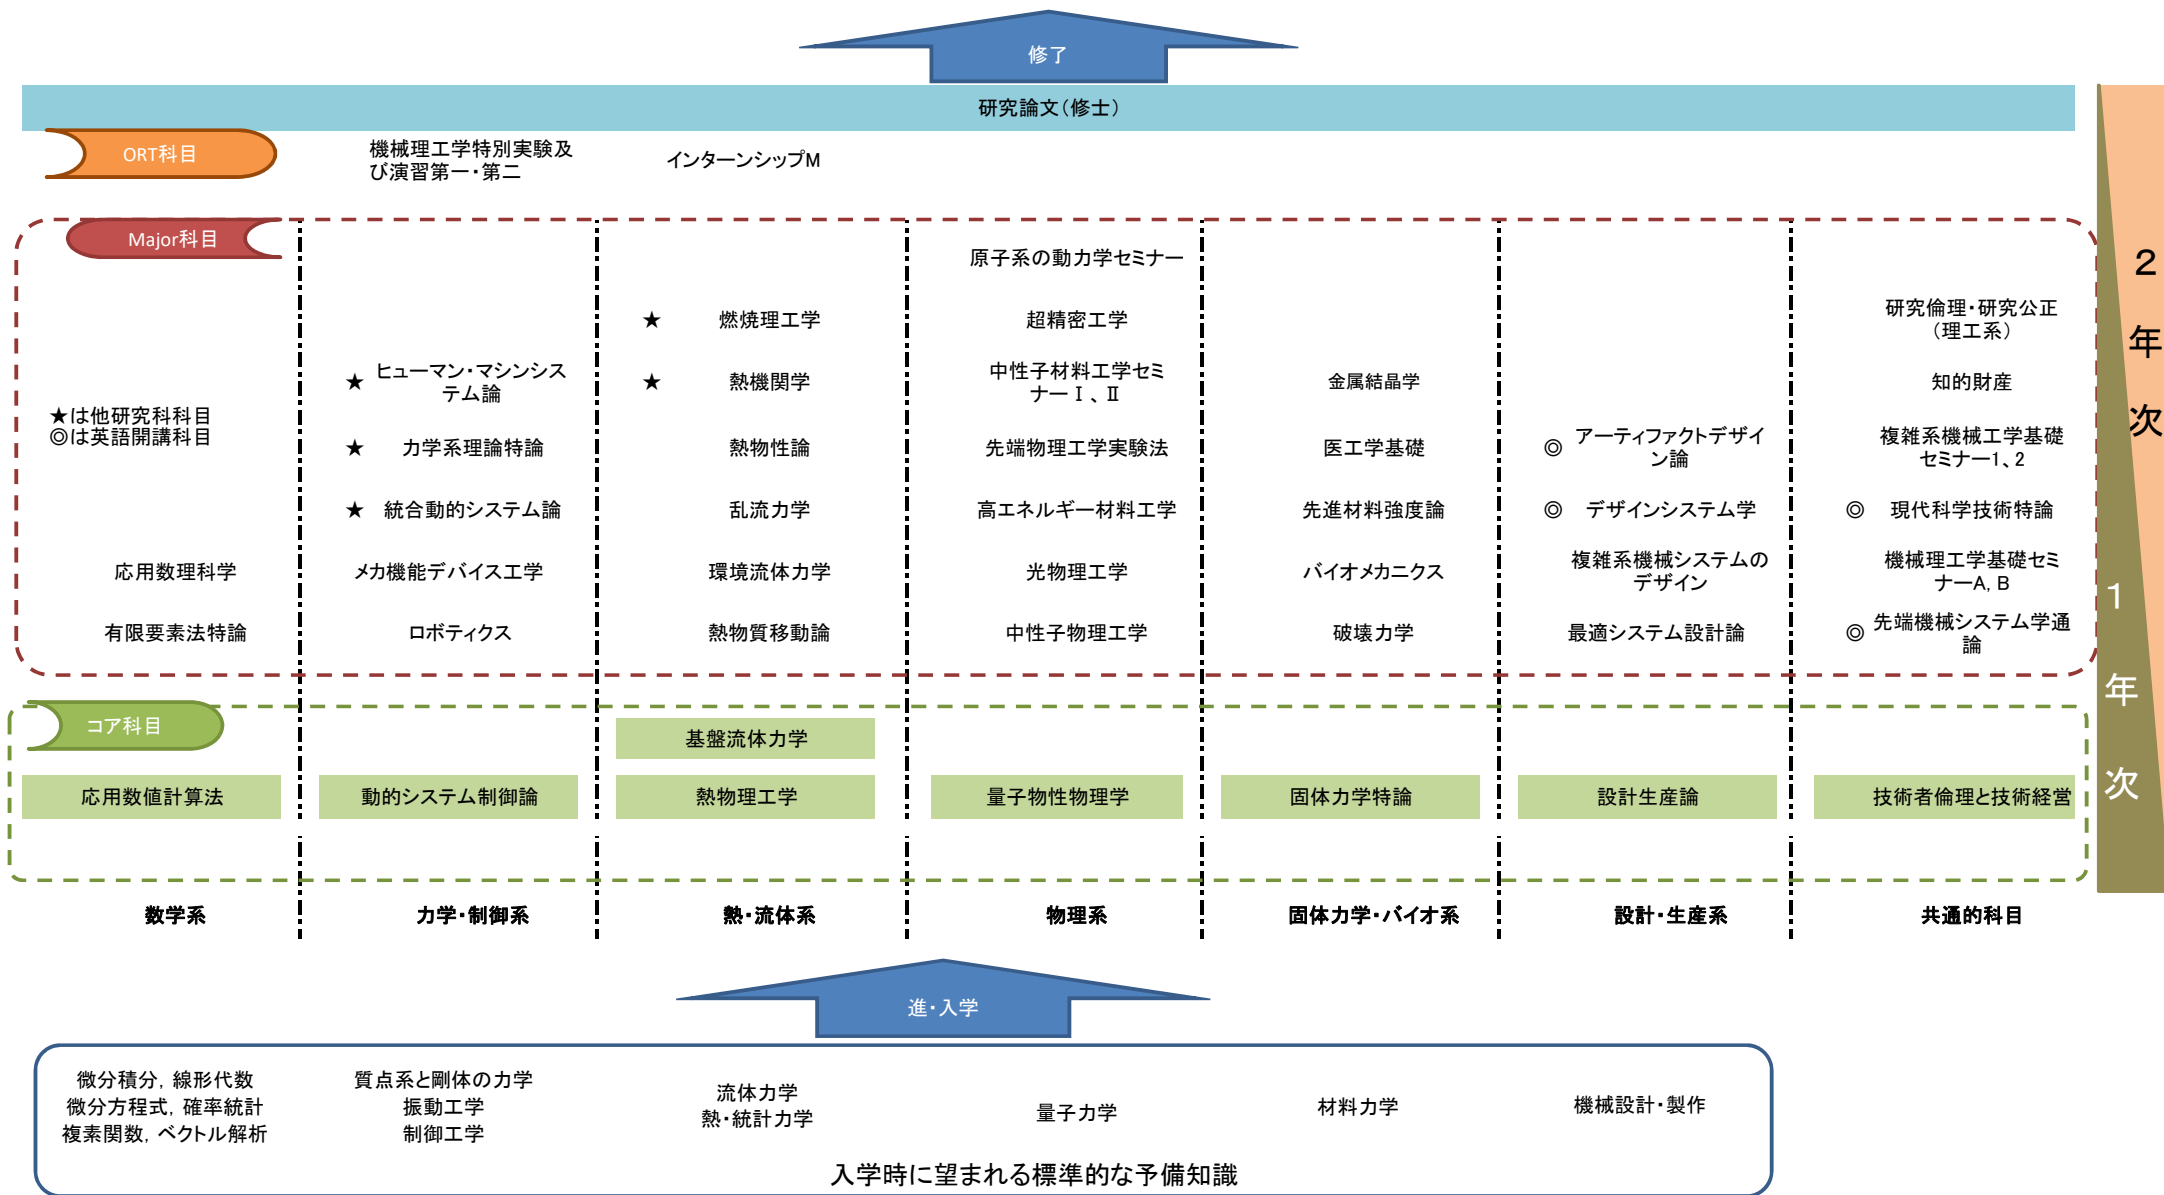 修了
研究論文(修士)
ORT科目
機械理工学特別実験及
び演習第一・第二
インターンシップM
Major科目
★は他研究科科目
◎は英語開講科目
応用数理科学
有限要素法特論
★ ヒューマン・マシンシス
テム論
★ 力学系理論特論
★ 統合動的システム論
メカ機能デバイス工学
ロボティクス
★ 燃焼理工学
★ 熱機関学
熱物性論
乱流力学
環境流体力学
熱物質移動論
原子系の動力学セミナー
超精密工学
中性子材料工学セミ
ナーⅠ、Ⅱ
先端物理工学実験法
高エネルギー材料工学
光物理工学
中性子物理工学
金属結晶学
医工学基礎
先進材料強度論
バイオメカニクス
破壊力学
◎ アーティファクトデザイ
ン論
◎ デザインシステム学
複雑系機械システムの
デザイン
最適システム設計論
研究倫理・研究公正
(理工系)
知的財産
複雑系機械工学基礎
セミナー1、2
◎ 現代科学技術特論
機械理工学基礎セミ
ナーA, B
◎ 先端機械システム学通
論
2年次
1年次
コア科目
基盤流体力学
応用数値計算法
動的システム制御論
熱物理工学
量子物性物理学
固体力学特論
設計生産論
技術者倫理と技術経営
数学系
力学・制御系
熱・流体系
物理系
固体力学・バイオ系
設計・生産系
共通的科目
進・入学
微分積分, 線形代数
微分方程式, 確率統計
複素関数, ベクトル解析
質点系と剛体の力学
振動工学
制御工学
流体力学
熱・統計力学
量子力学
材料力学
機械設計・製作
入学時に望まれる標準的な予備知識